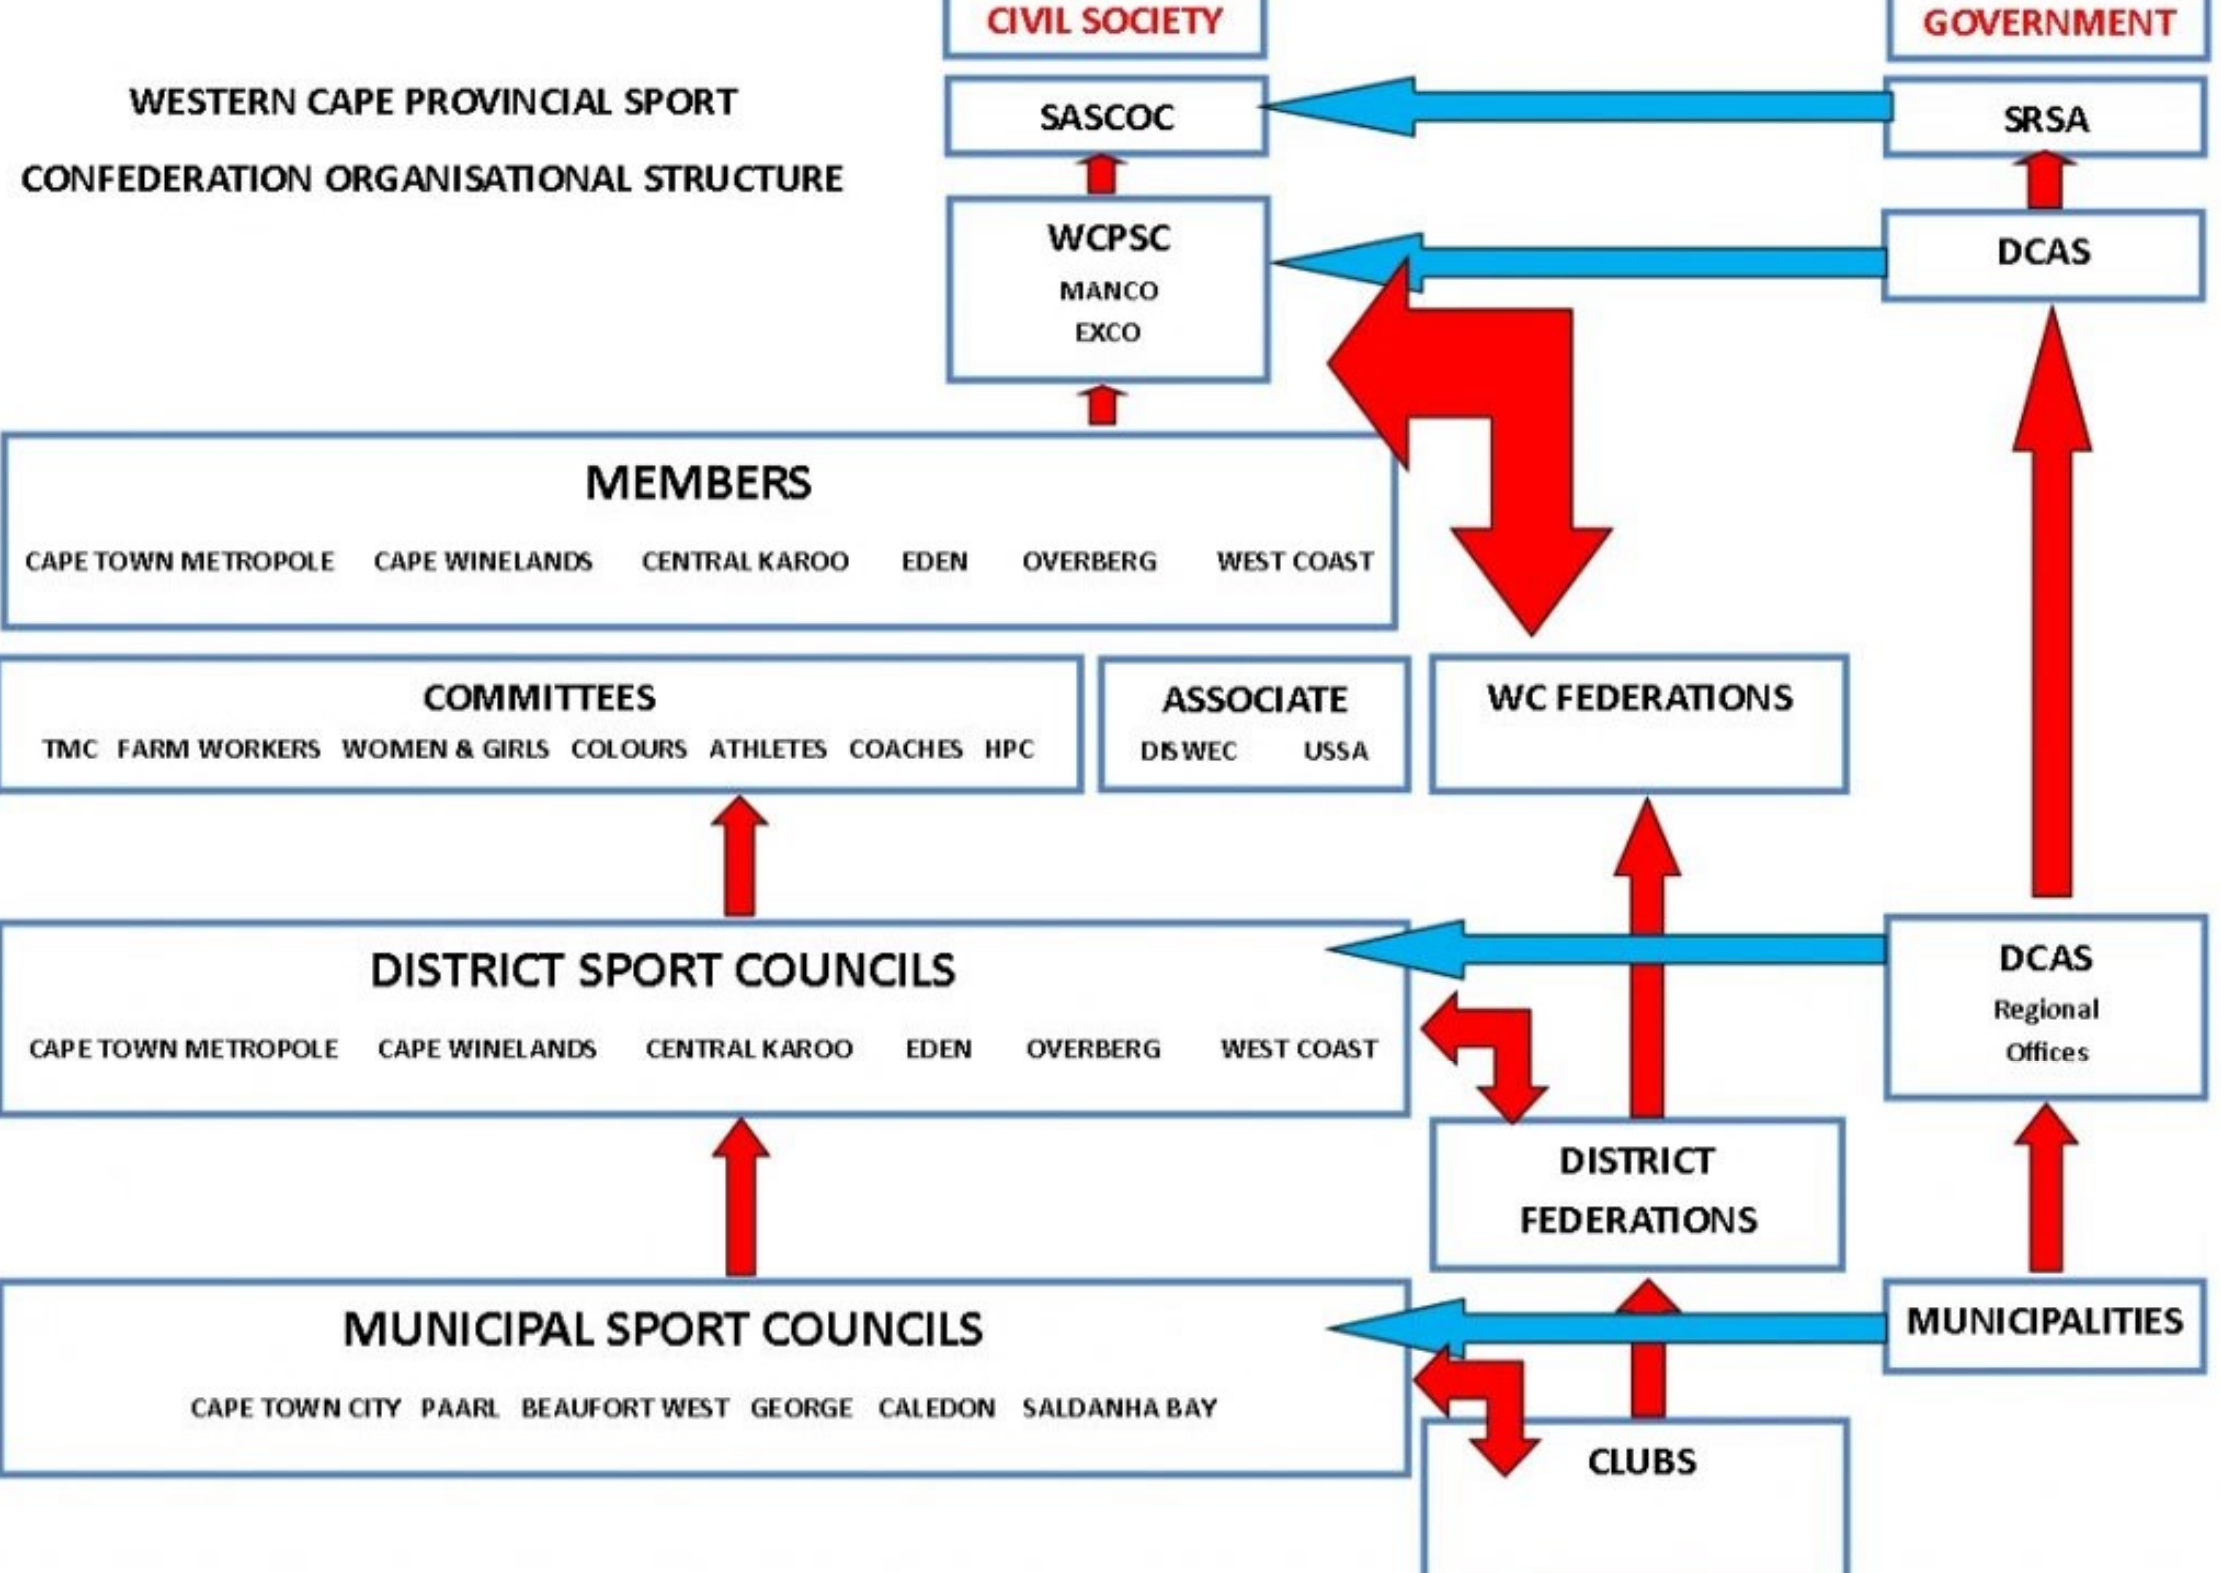 CIVIL SOCIETY
GOVERNMENT
WESTERN CAPE PROVINCIAL SPORT
CONFEDERATION ORGANISATIONAL STRUCTURE
SASCOC
SRSA
WCPSC
MANCO
EXCO
DCAS
MEMBERS
CAPE TOWN METROPOLE CAPE WINELANDS CENTRAL KAROO EDEN OVERBERG WEST COAST
COMMITTEES
TMC FARM WORKERS WOMEN & GIRLS COLOURS ATHLETES COACHES HPC
ASSOCIATE
DISWEC USSA
WC FEDERATIONS
DISTRICT SPORT COUNCILS
CAPE TOWN METROPOLE CAPE WINELANDS CENTRAL KAROO EDEN OVERBERG WEST COAST
DCAS
Regional
Offices
DISTRICT
FEDERATIONS
MUNICIPAL SPORT COUNCILS
CAPE TOWN CITY PAARL BEAUFORT WEST GEORGE CALEDON SALDANHA BAY
MUNICIPALITIES
CLUBS